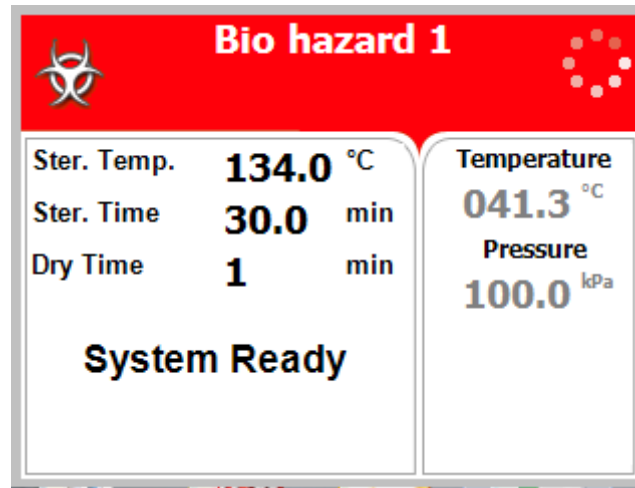 Bio hazard 1
Ster. Temp. 134.0 °C
Ster. Time 30.0 min
Dry Time 1 min
System Ready
Temperature
041.3 °C
Pressure
100.0 kPa